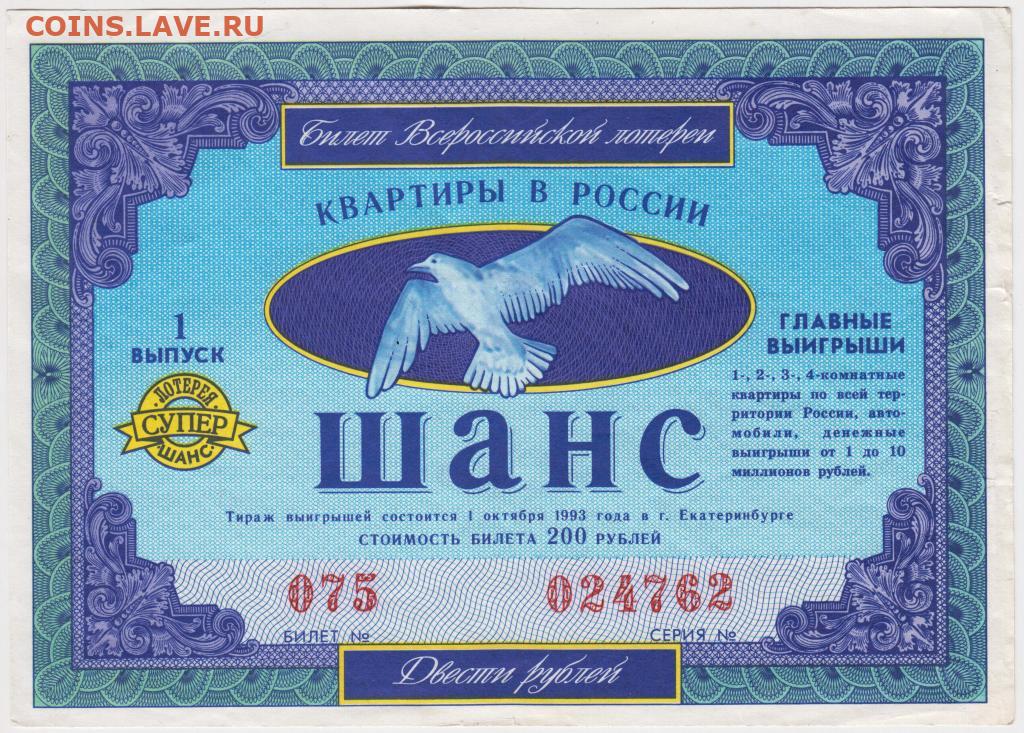 COINS.LAVE.RU
Билет Всероссийской лотереи
КВАРТИРЫ В РОССИИ
1
ВЫПУСК
ЛОТЕРЕЯ
СУПЕР
ШАНС
ГЛАВНЫЕ
ВЫИГРЫШИ
1-, 2-, 3-, 4-комнатные
квартиры по всей тер-
ритории России, авто-
мобили, денежные
выигрыши от 1 до 10
миллионов рублей.
шанс
Тираж выигрышей состоится 1 октября 1993 года в г. Екатеринбурге
СТОИМОСТЬ БИЛЕТА 200 РУБЛЕЙ
075 024762
БИЛЕТ № СЕРИЯ №
Двести рублей